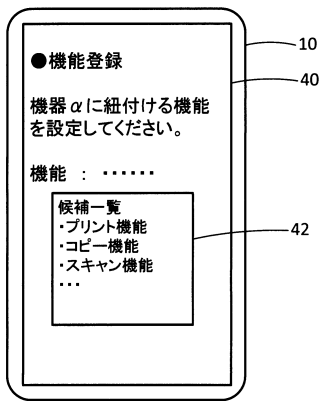 ●機能登録
機器αに紐付ける機能
を設定してください。
機能 : ・・・・・・
候補一覧
・プリント機能
・コピー機能
・スキャン機能
・・・
10
40
42